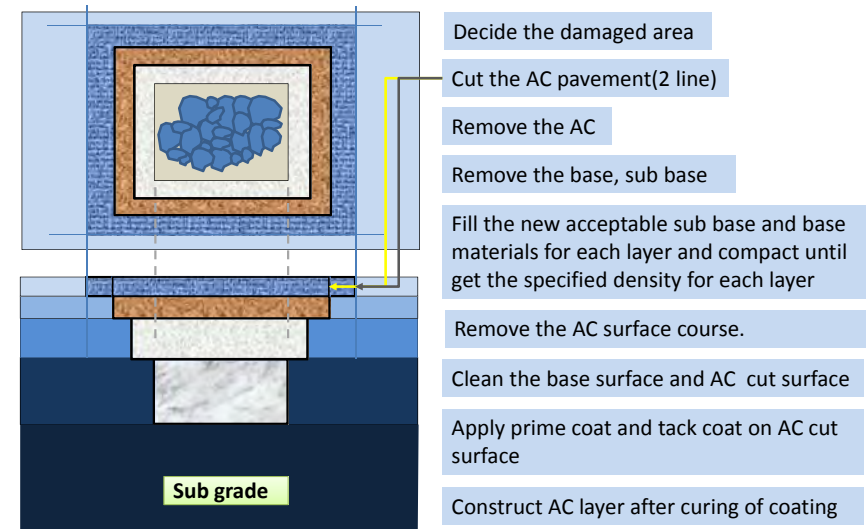 Decide the damaged area
Cut the AC pavement(2 line)
Remove the AC
Remove the base, sub base
Fill the new acceptable sub base and base
materials for each layer and compact until
get the specified density for each layer
Remove the AC surface course.
Clean the base surface and AC cut surface
Apply prime coat and tack coat on AC cut
surface
Construct AC layer after curing of coating
Sub grade